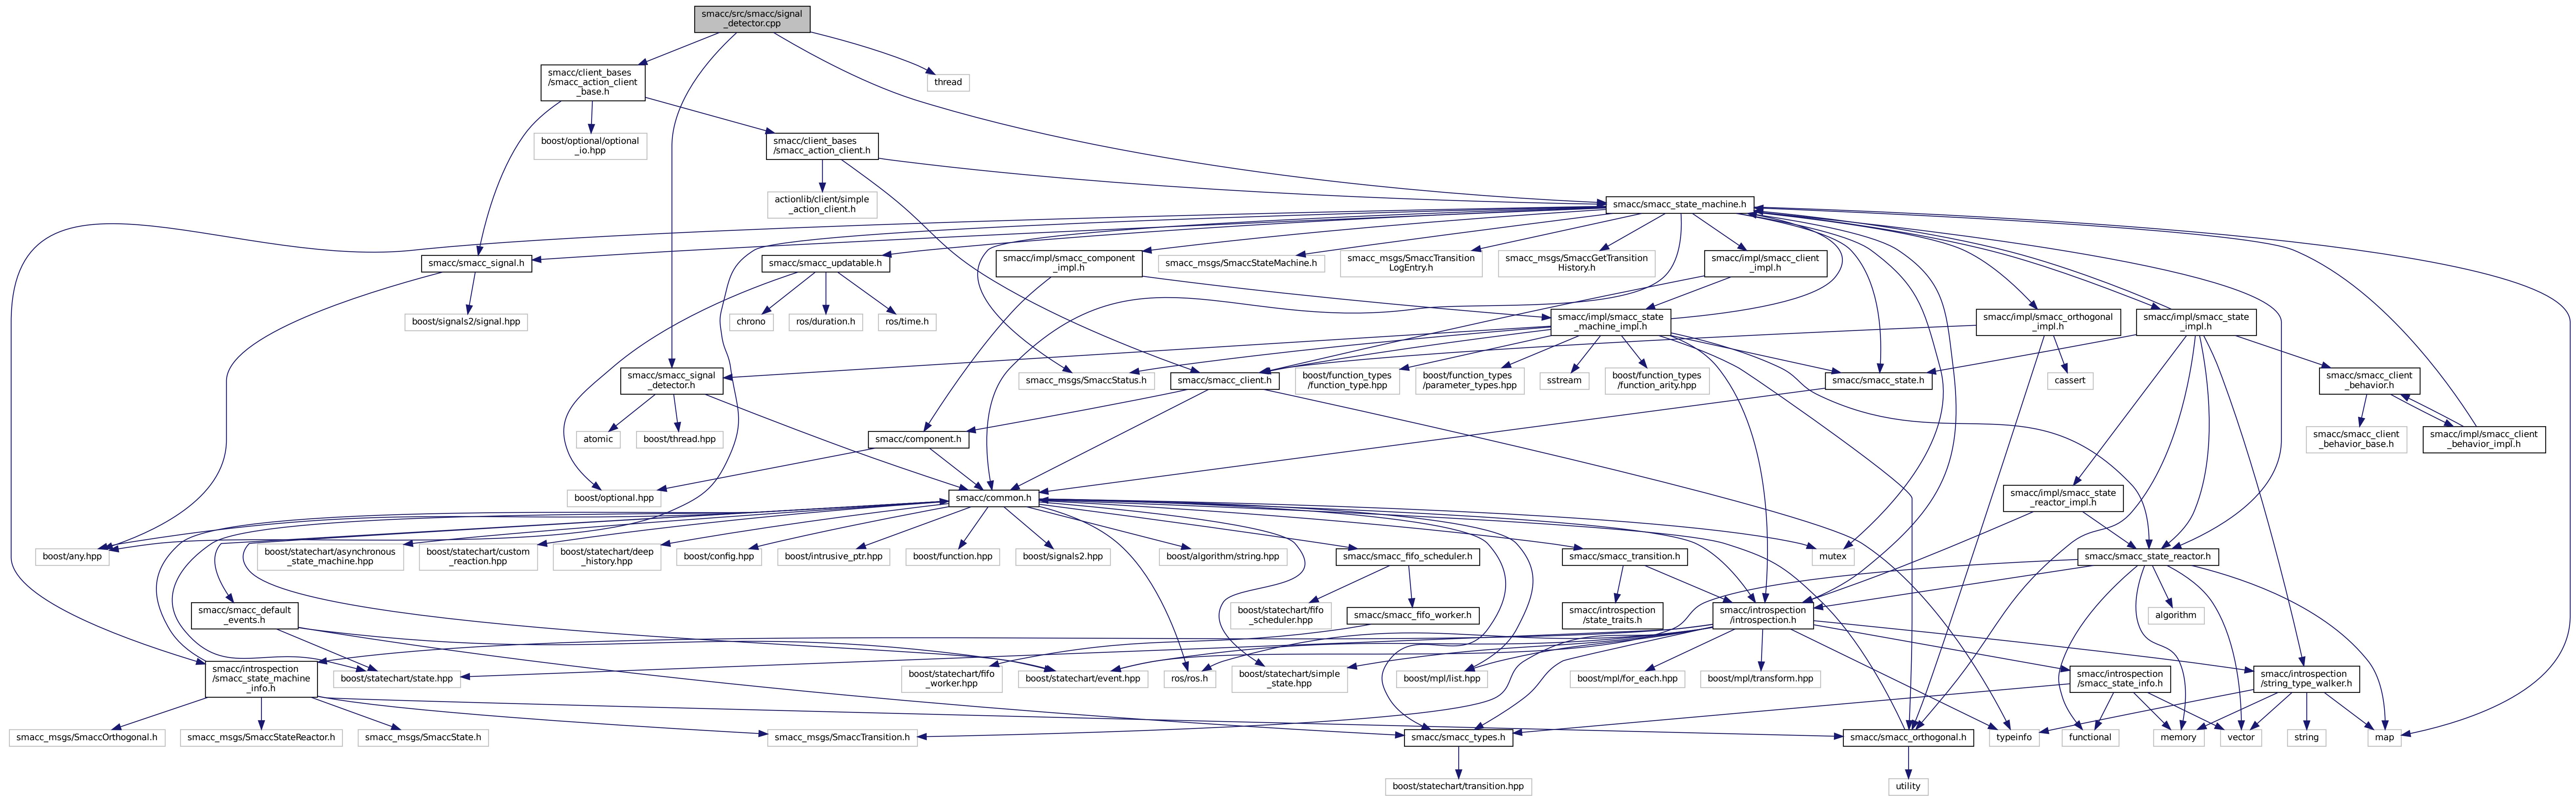 smacc/src/smacc/signal
_detector.cpp
smacc/client_bases
/smacc_action_client
_base.h
thread
boost/optional/optional
_io.hpp
smacc/client_bases
/smacc_action_client.h
actionlib/client/simple
_action_client.h
smacc/smacc_state_machine.h
smacc/smacc_signal.h
smacc/smacc_updatable.h
smacc/impl/smacc_component
_impl.h
smacc_msgs/SmaccStateMachine.h
smacc_msgs/SmaccTransition
LogEntry.h
smacc_msgs/SmaccGetTransition
History.h
smacc/impl/smacc_client
_impl.h
boost/signals2/signal.hpp
chrono
ros/duration.h
ros/time.h
smacc/impl/smacc_state
_machine_impl.h
smacc/impl/smacc_orthogonal
_impl.h
smacc/impl/smacc_state
_impl.h
smacc/smacc_signal
_detector.h
smacc_msgs/SmaccStatus.h
smacc/smacc_client.h
boost/function_types
/function_type.hpp
boost/function_types
/parameter_types.hpp
sstream
boost/function_types
/function_arity.hpp
smacc/smacc_state.h
cassert
smacc/smacc_client
_behavior.h
atomic
boost/thread.hpp
smacc/component.h
smacc/smacc_client
_behavior_base.h
smacc/impl/smacc_client
_behavior_impl.h
boost/optional.hpp
smacc/common.h
smacc/impl/smacc_state
_reactor_impl.h
boost/any.hpp
boost/statechart/asynchronous
_state_machine.hpp
boost/statechart/custom
_reaction.hpp
boost/statechart/deep
_history.hpp
boost/config.hpp
boost/intrusive_ptr.hpp
boost/function.hpp
boost/signals2.hpp
boost/algorithm/string.hpp
smacc/smacc_fifo_scheduler.h
smacc/smacc_transition.h
mutex
smacc/smacc_state_reactor.h
smacc/smacc_default
_events.h
boost/statechart/fifo
_scheduler.hpp
smacc/smacc_fifo_worker.h
smacc/introspection
/state_traits.h
smacc/introspection
/introspection.h
algorithm
smacc/introspection
/smacc_state_machine
_info.h
boost/statechart/state.hpp
boost/statechart/fifo
_worker.hpp
boost/statechart/event.hpp
ros/ros.h
boost/statechart/simple
_state.hpp
boost/mpl/list.hpp
boost/mpl/for_each.hpp
boost/mpl/transform.hpp
smacc/introspection
/smacc_state_info.h
smacc/introspection
/string_type_walker.h
smacc_msgs/SmaccOrthogonal.h
smacc_msgs/SmaccStateReactor.h
smacc_msgs/SmaccState.h
smacc_msgs/SmaccTransition.h
smacc/smacc_types.h
smacc/smacc_orthogonal.h
typeinfo
functional
memory
vector
string
map
boost/statechart/transition.hpp
utility